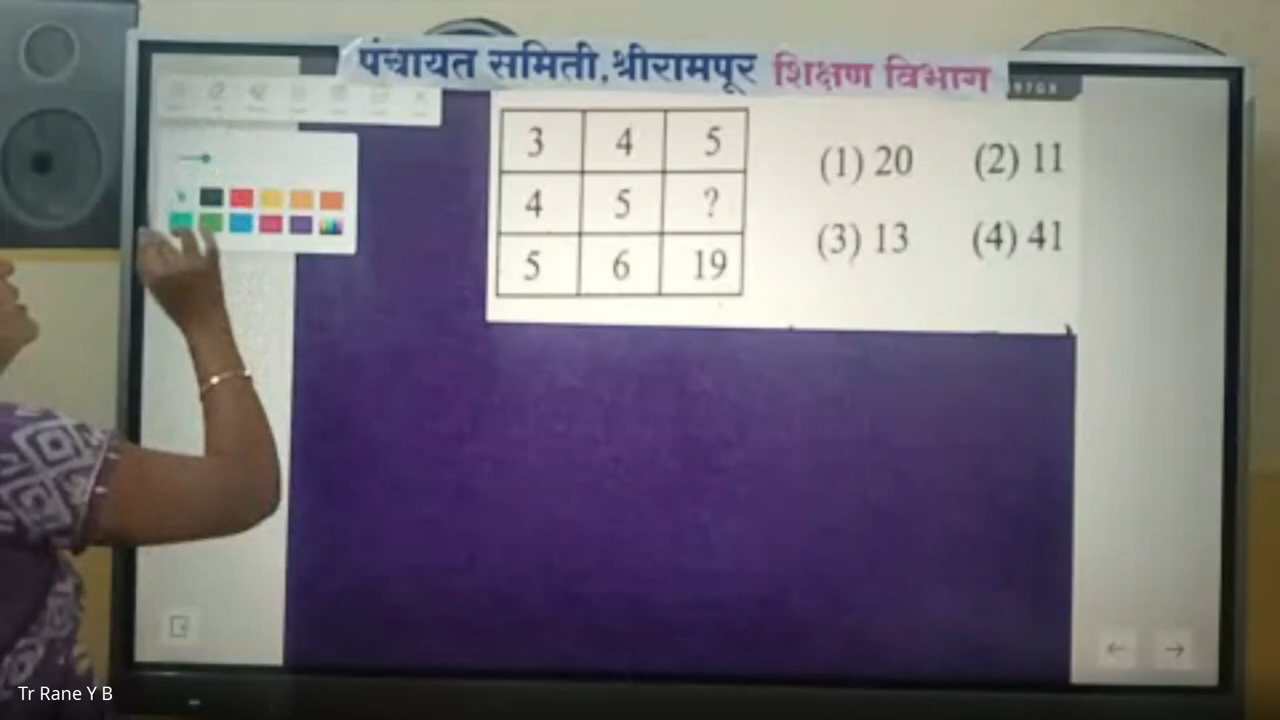 पंचायत समिती,श्रीरामपूर शिक्षण विभाग
3 4 5
4 5 ?
5 6 19
(1) 20 (2) 11
(3) 13 (4) 41
Tr Rane Y B